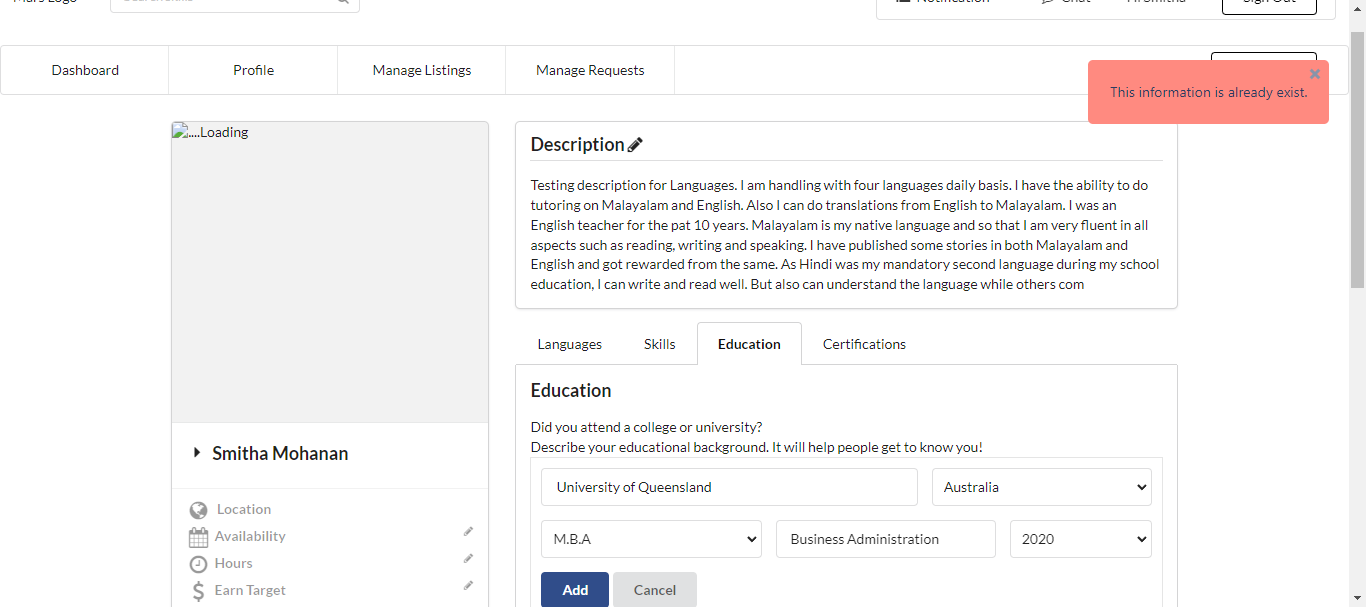 Mars Logo
Notification
Chat
Sign Out
Dashboard
Profile
Manage Listings
Manage Requests
This information is already exist.
....Loading
Smitha Mohanan
Location
Availability
Hours
Earn Target
Description
Testing description for Languages. I am handling with four languages daily basis. I have the ability to do
tutoring on Malayalam and English. Also I can do translations from English to Malayalam. I was an
English teacher for the pat 10 years. Malayalam is my native language and so that I am very fluent in all
aspects such as reading, writing and speaking. I have published some stories in both Malayalam and
English and got rewarded from the same. As Hindi was my mandatory second language during my school
education, I can write and read well. But also can understand the language while others com
Languages
Skills
Education
Certifications
Education
Did you attend a college or university?
Describe your educational background. It will help people get to know you!
University of Queensland
Australia
M.B.A
Business Administration
2020
Add
Cancel